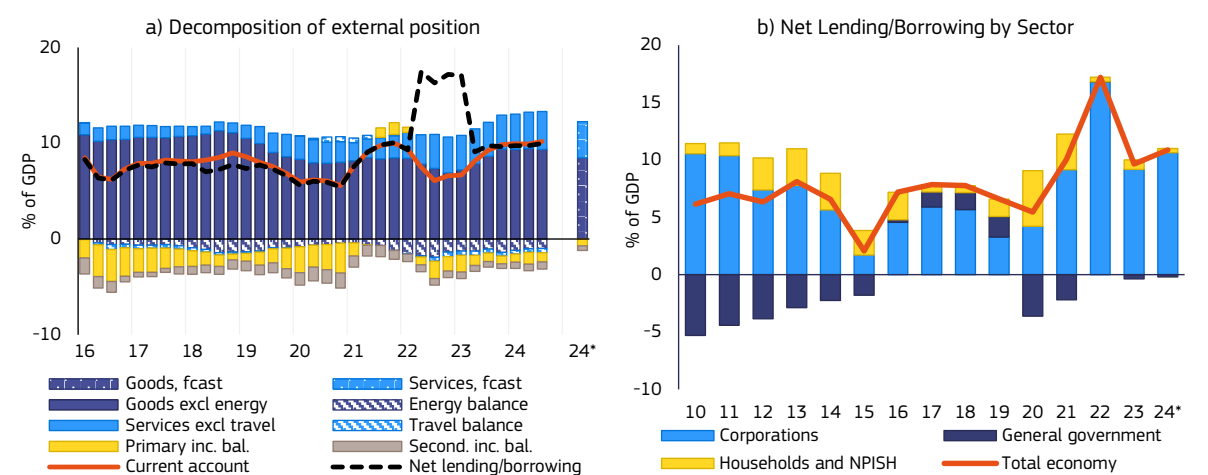 a) Decomposition of external position
20
10
0
-10
% of GDP
16 17 18 19 20 21 22 23 24 24*
Goods, fcast Services, fcast
Goods excl energy Energy balance
Services excl travel Travel balance
Primary inc. bal. Second. inc. bal.
Current account Net lending/borrowing
b) Net Lending/Borrowing by Sector
20
15
10
5
0
-5
-10
% of GDP
10 11 12 13 14 15 16 17 18 19 20 21 22 23 24*
Corporations General government
Households and NPISH Total economy